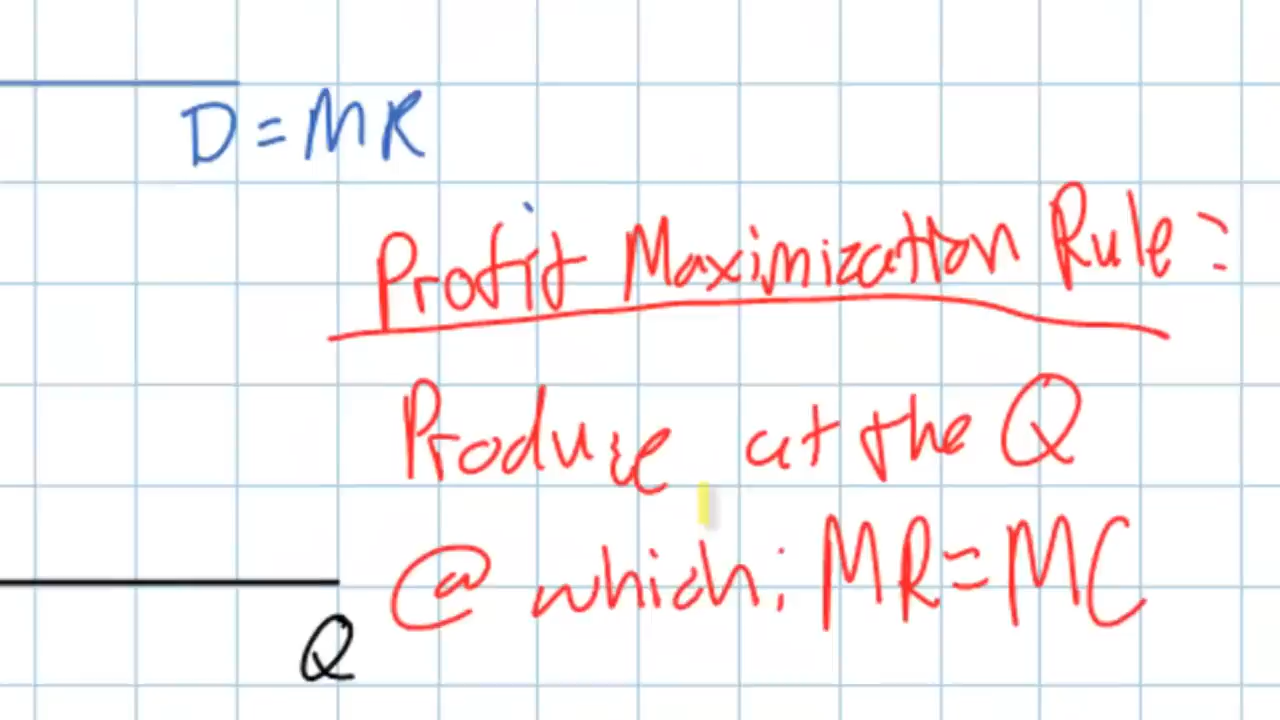 D = MR
Profit Maximization Rule:
Produce at the Q
@ which: MR = MC
Q